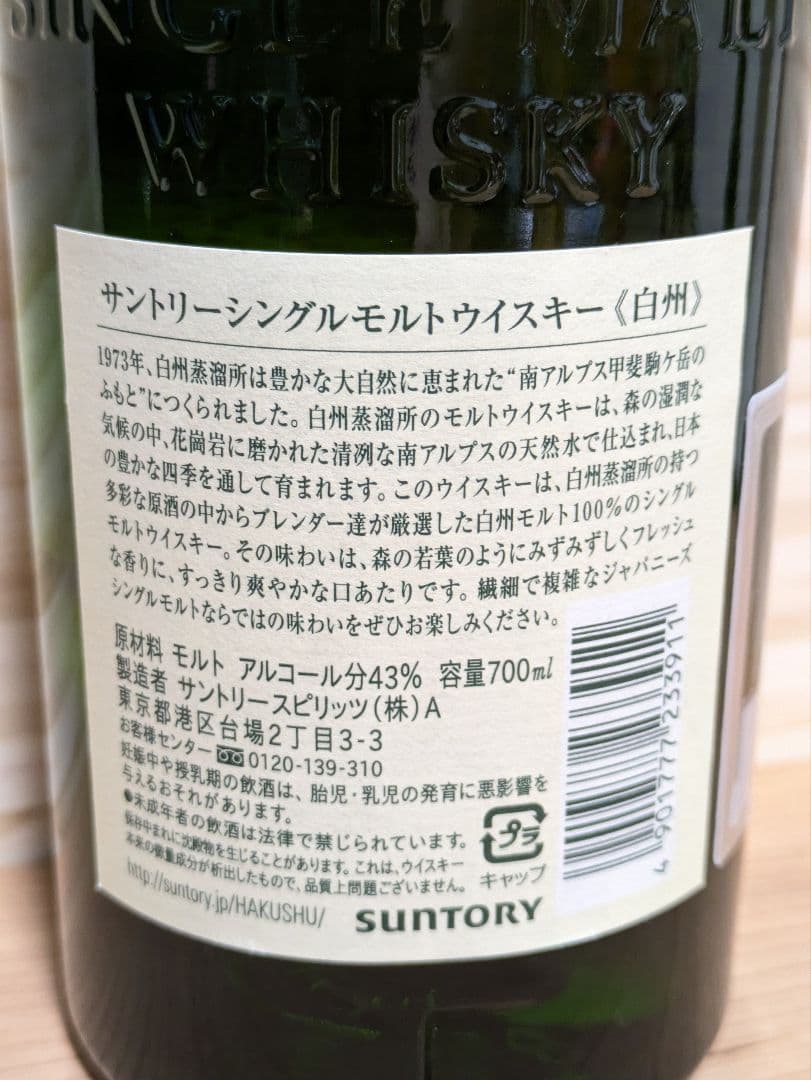 SINGLE MALT
WHISKY
サントリーシングルモルトウイスキー《白州》
1973年、白州蒸溜所は豊かな大自然に恵まれた“南アルプス甲斐駒ケ岳の
ふもと”につくられました。白州蒸溜所のモルトウイスキーは、森の湿潤な
気候の中、花崗岩に磨かれた清冽な南アルプスの天然水で仕込まれ、日本
の豊かな四季を通して育まれます。このウイスキーは、白州蒸溜所の持つ
多彩な原酒の中からブレンダー達が厳選した白州モルト100%のシングル
モルトウイスキー。その味わいは、森の若葉のようにみずみずしくフレッシュ
な香りに、すっきり爽やかな口あたりです。繊細で複雑なジャパニーズ
シングルモルトならではの味わいをぜひお楽しみください。
原材料 モルト アルコール分43% 容量700ml
製造者 サントリースピリッツ(株)A
東京都港区台場2丁目3-3
お客様センター 0120-139-310
妊娠中や授乳期の飲酒は、胎児・乳児の発育に悪影響を
与えるおそれがあります。
●未成年者の飲酒は法律で禁じられています。
保存中まれに沈殿物を生じることがあります。これは、ウイスキー
本来の微量成分が析出したもので、品質上問題ございません。
プラ
キャップ
http://suntory.jp/HAKUSHU/
SUNTORY
4 901777 233911